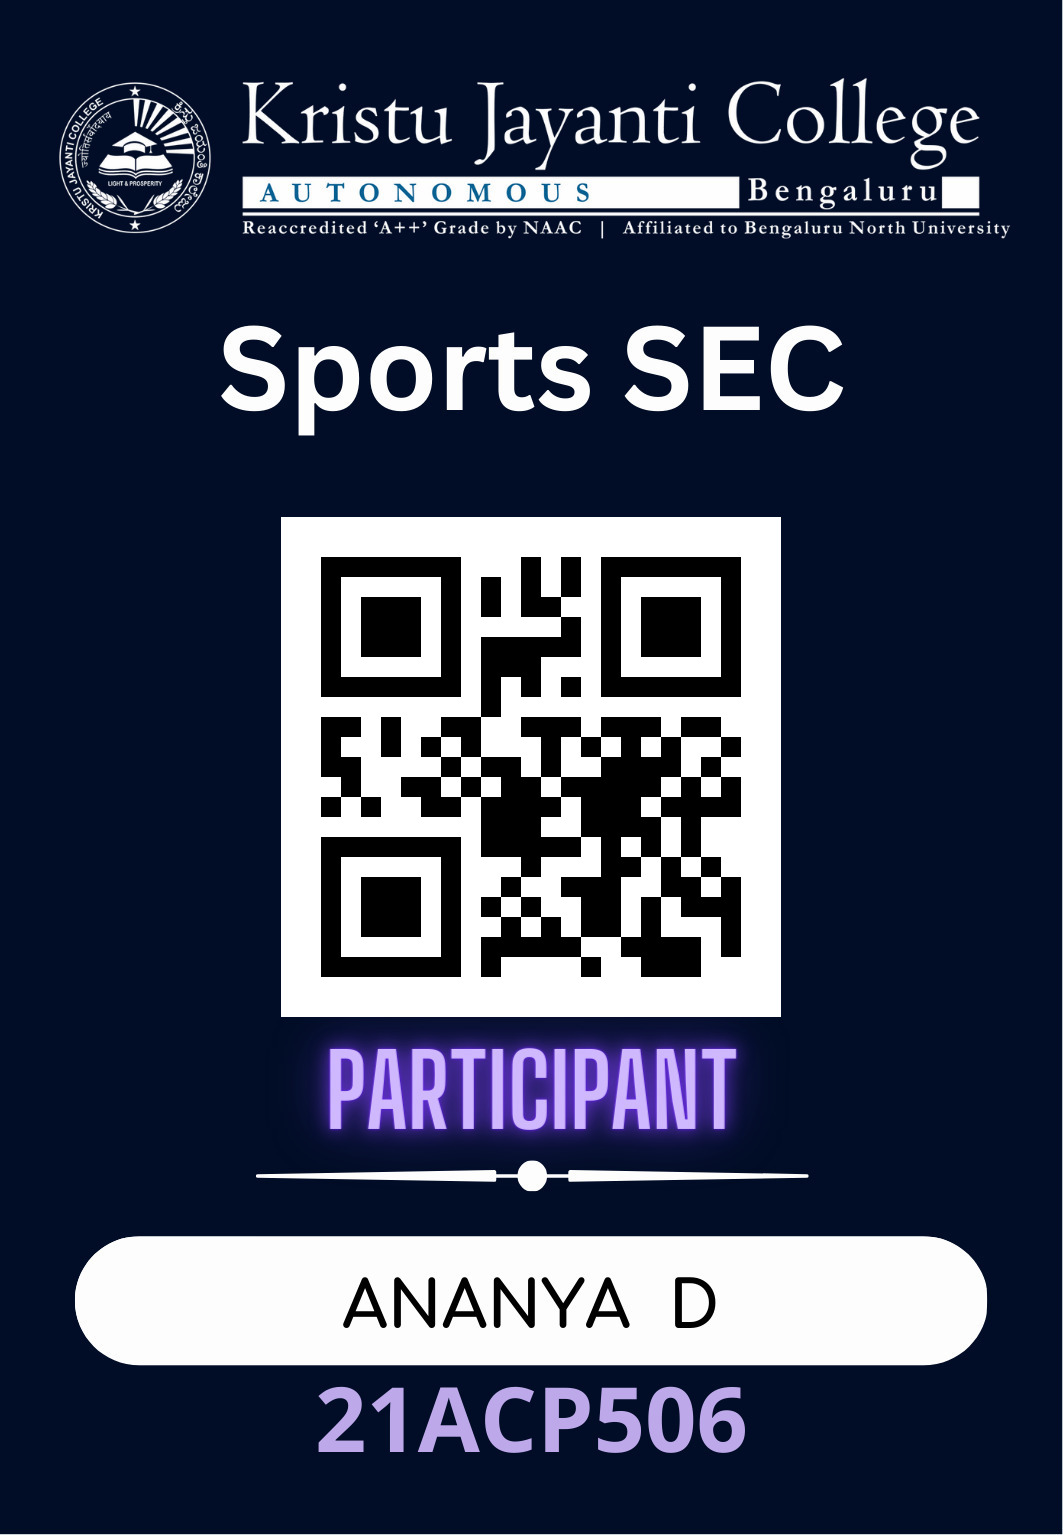 KRISTU JAYANTI COLLEGE
ಕ್ರಿಸ್ತು ಜಯಂತಿ ಕಾಲೇಜು
LIGHT & PROSPERITY
Kristu Jayanti College
AUTONOMOUS Bengaluru
Reaccredited ‘A++’ Grade by NAAC | Affiliated to Bengaluru North University
Sports SEC
PARTICIPANT
ANANYA D
21ACP506